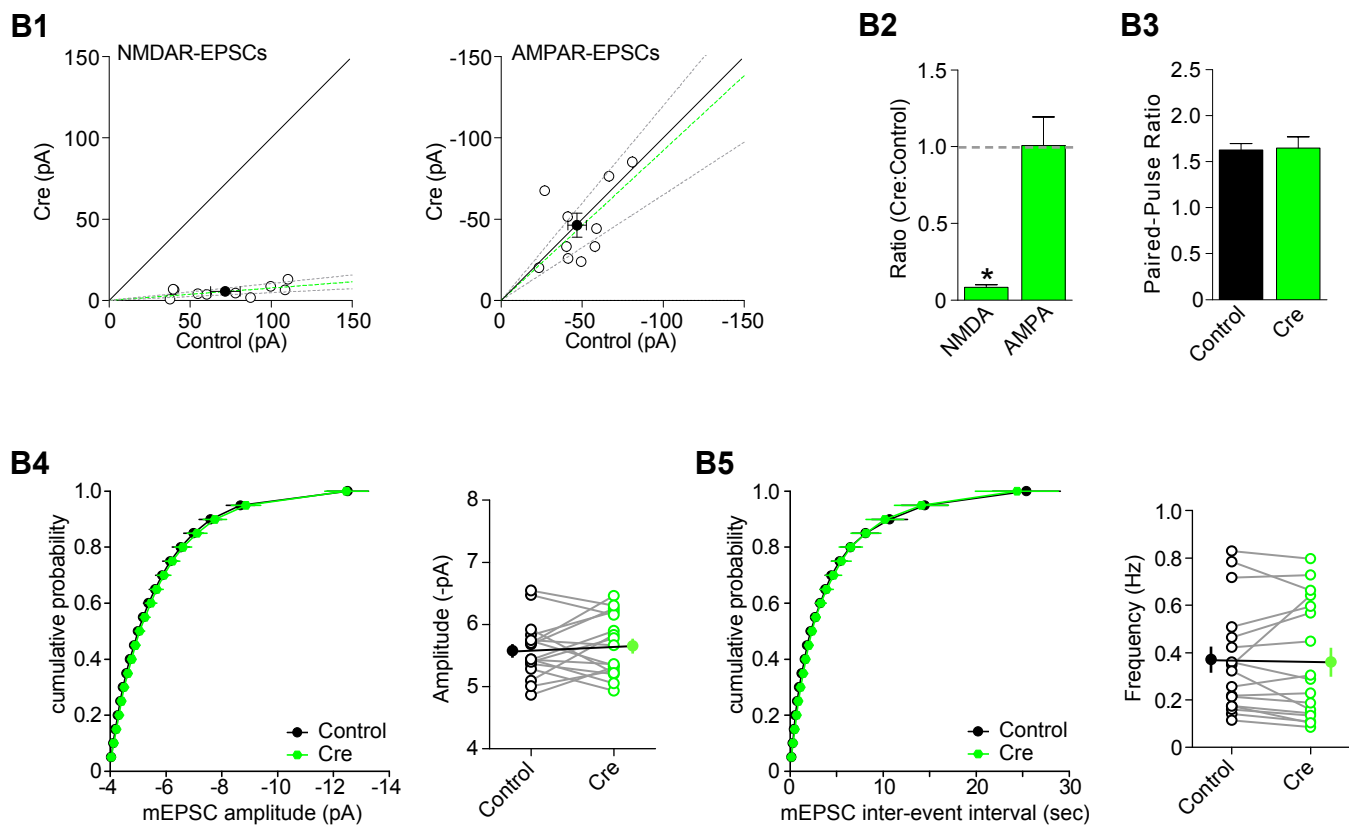 B1
NMDAR-EPSCs
Cre (pA)
150
100
50
0
0 50 100 150
Control (pA)
AMPAR-EPSCs
Cre (pA)
-150
-100
-50
0
-50 -100 -150
Control (pA)
B2
Ratio (Cre:Control)
1.5
1.0
0.5
0
*
NMDA
AMPA
B3
Paired-Pulse Ratio
2.5
2.0
1.5
1.0
0.5
0
Control
Cre
B4
cumulative probability
1.0
0.8
0.6
0.4
0.2
0
Control
Cre
-4 -6 -8 -10 -12 -14
mEPSC amplitude (pA)
Amplitude (-pA)
8
7
6
5
4
Control
Cre
B5
cumulative probability
1.0
0.8
0.6
0.4
0.2
0
Control
Cre
0 10 20 30
mEPSC inter-event interval (sec)
Frequency (Hz)
1.0
0.8
0.6
0.4
0.2
0
Control
Cre